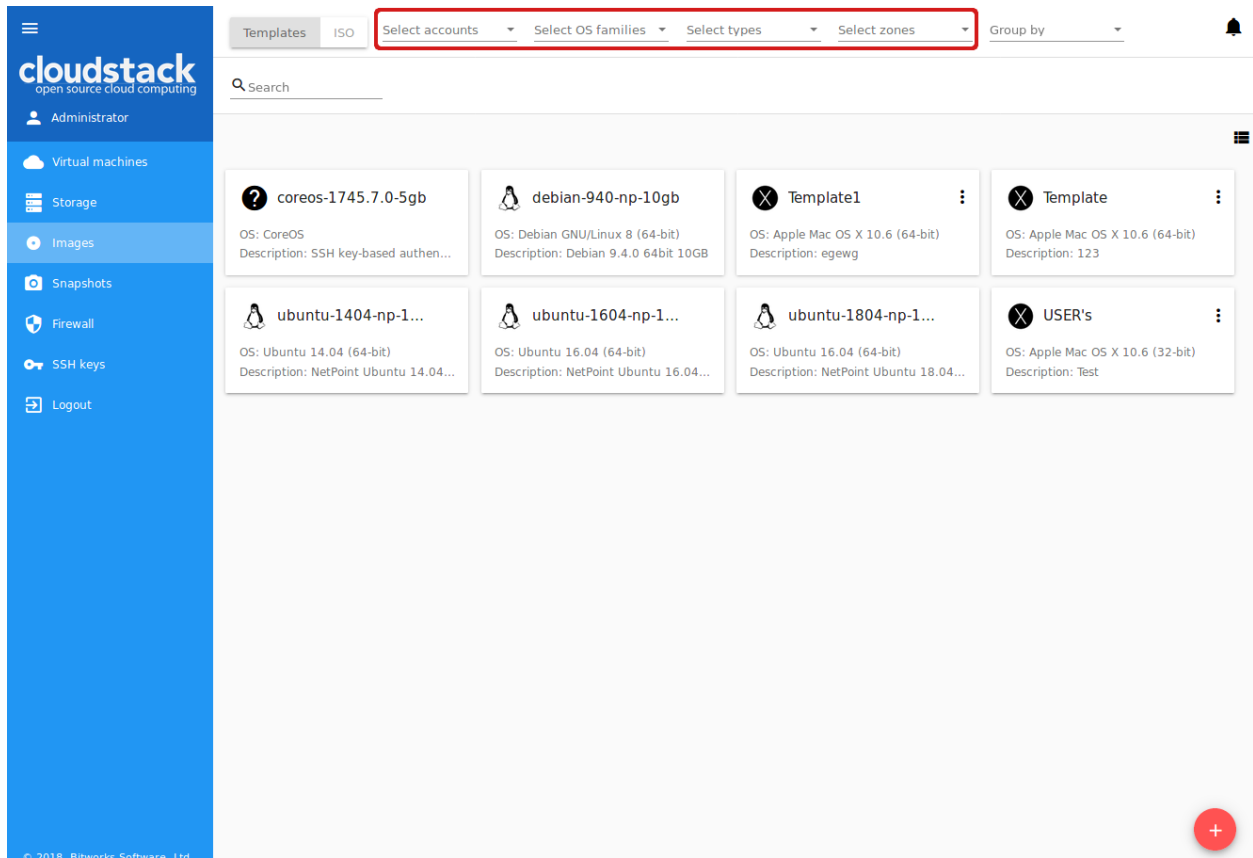 Templates ISO Select accounts Select OS families Select types Select zones Group by
cloudstack
open source cloud computing
Administrator
Search
Virtual machines
Storage
Images
Snapshots
Firewall
SSH keys
Logout
coreos-1745.7.0-5gb
OS: CoreOS
Description: SSH key-based authen...
debian-940-np-10gb
OS: Debian GNU/Linux 8 (64-bit)
Description: Debian 9.4.0 64bit 10GB
Template1
OS: Apple Mac OS X 10.6 (64-bit)
Description: egewg
Template
OS: Apple Mac OS X 10.6 (64-bit)
Description: 123
ubuntu-1404-np-1...
OS: Ubuntu 14.04 (64-bit)
Description: NetPoint Ubuntu 14.04...
ubuntu-1604-np-1...
OS: Ubuntu 16.04 (64-bit)
Description: NetPoint Ubuntu 16.04...
ubuntu-1804-np-1...
OS: Ubuntu 16.04 (64-bit)
Description: NetPoint Ubuntu 18.04...
USER's
OS: Apple Mac OS X 10.6 (32-bit)
Description: Test
© 2018, Bitworks Software, Ltd